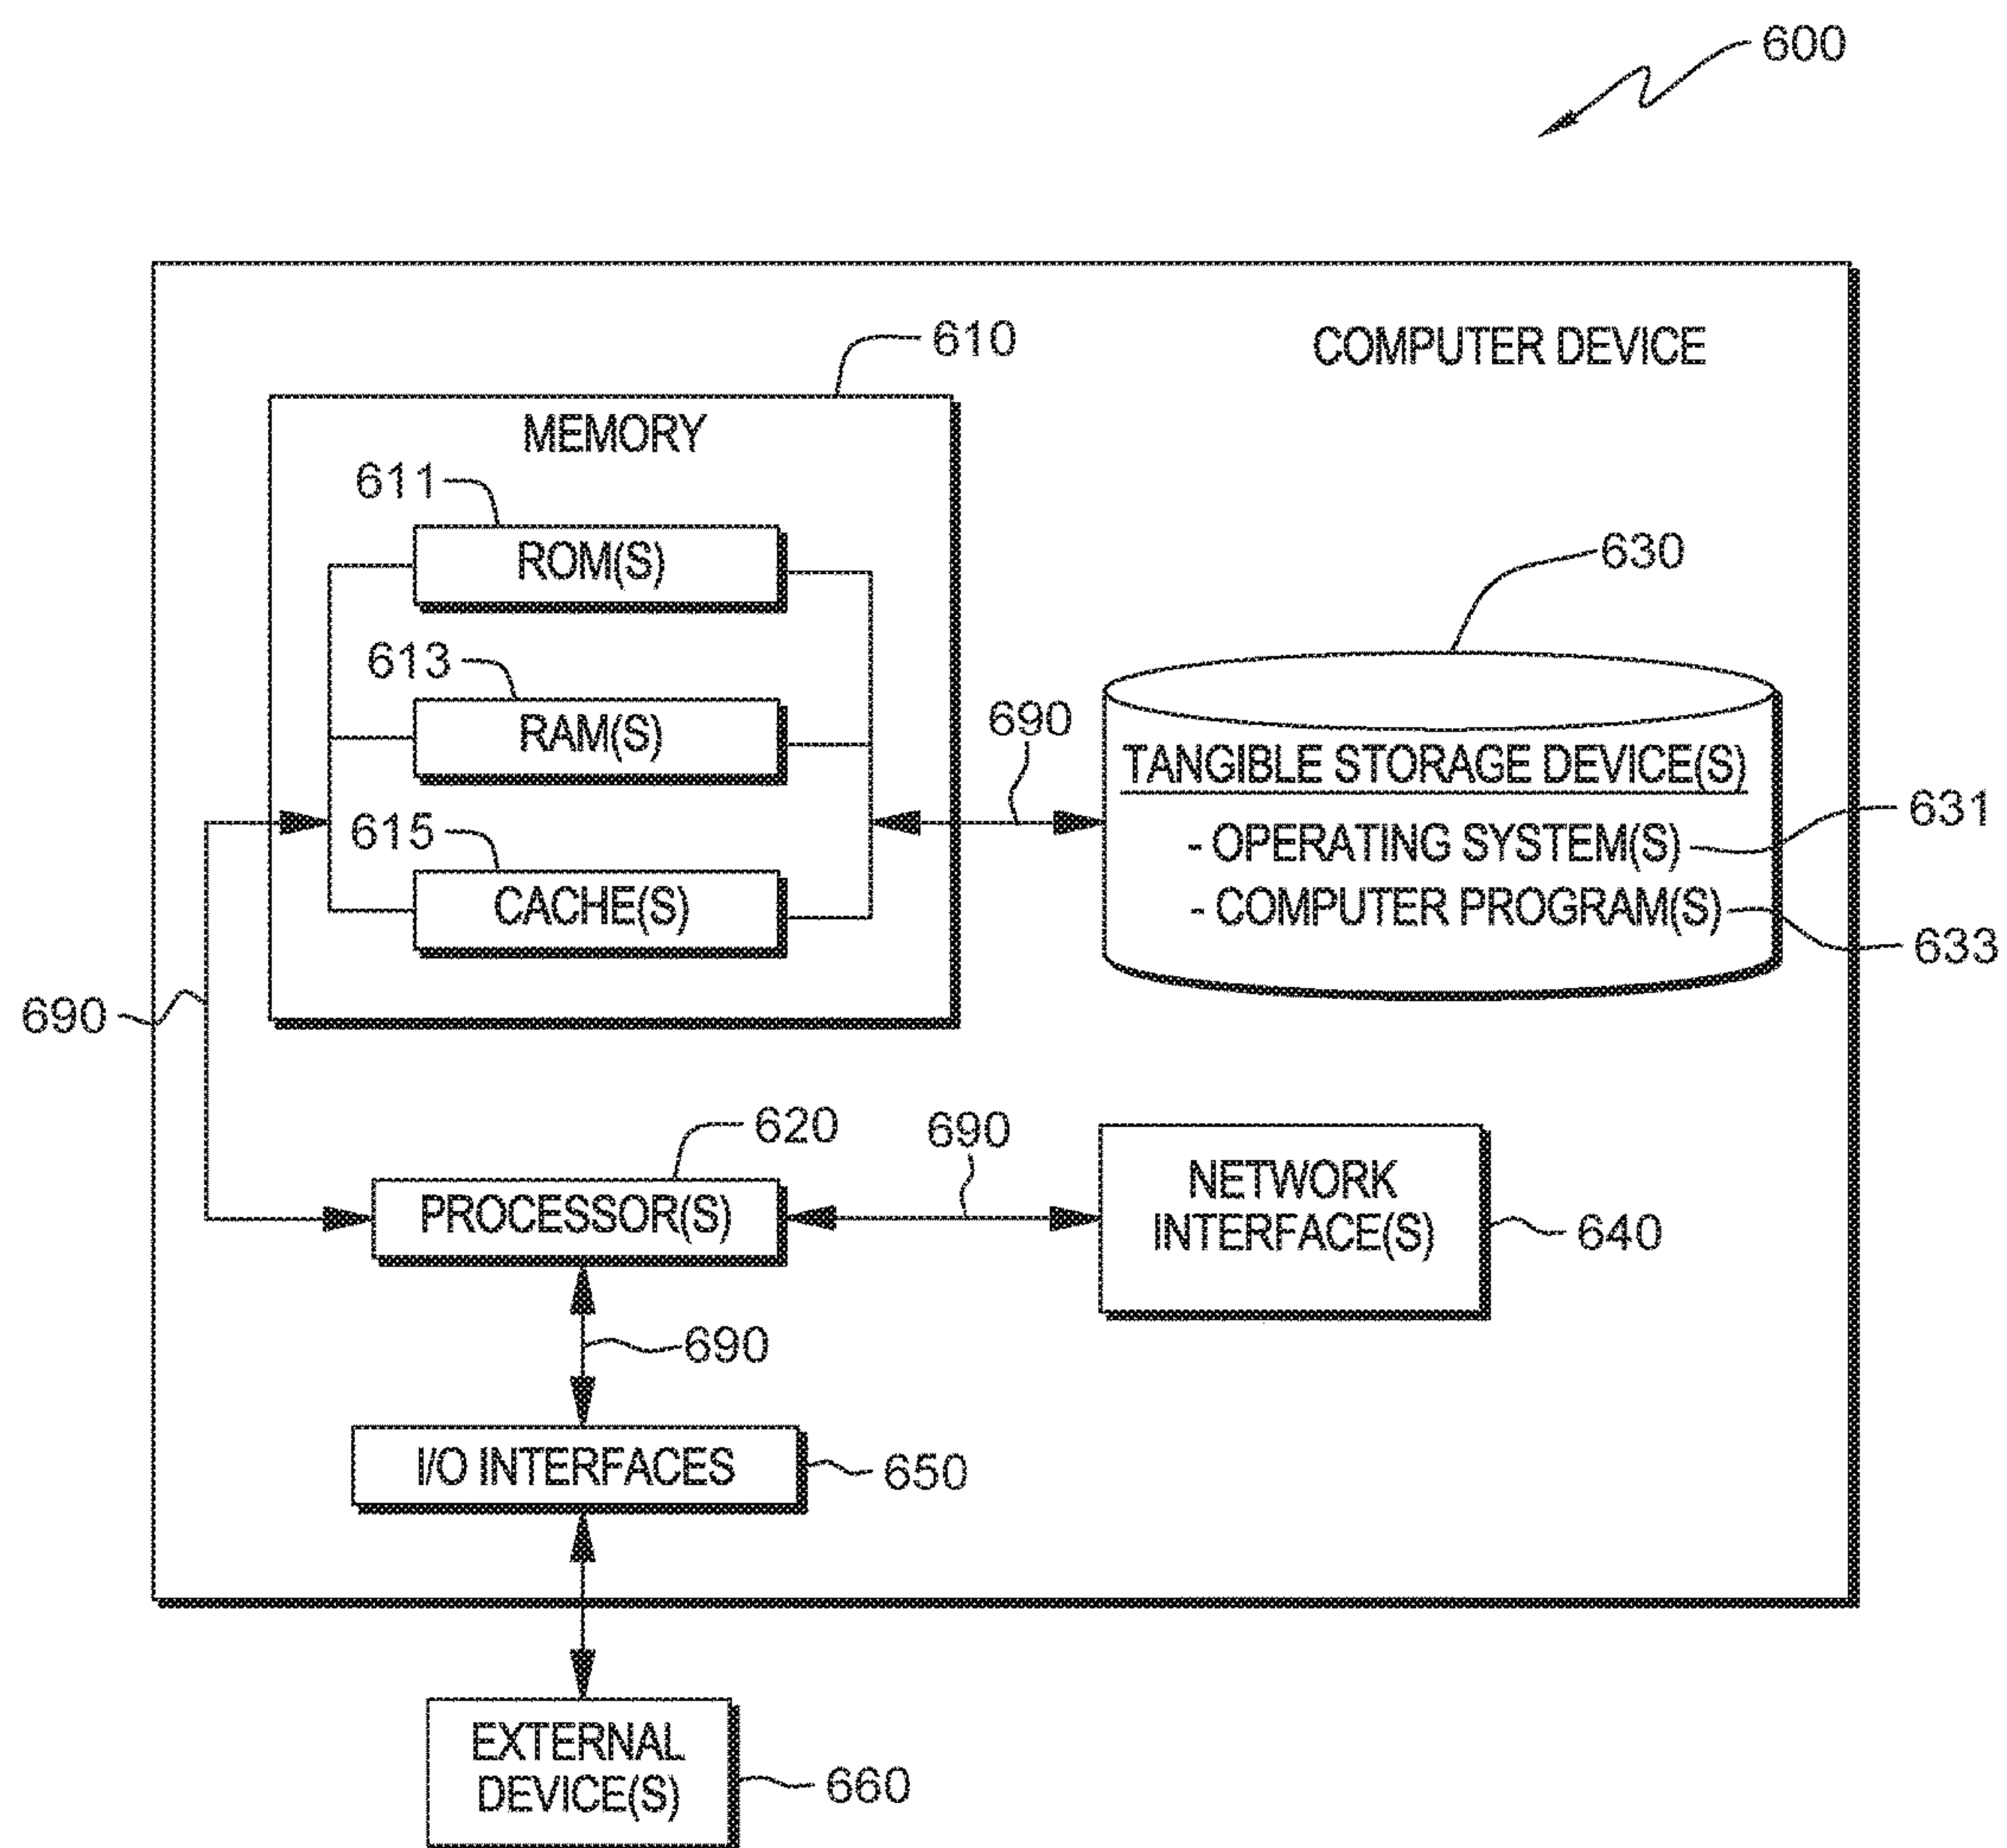 600
610
COMPUTER DEVICE
MEMORY
611
ROM(S)
630
613
RAM(S)
690
TANGIBLE STORAGE DEVICE(S)
631
615
- OPERATING SYSTEM(S)
CACHE(S)
- COMPUTER PROGRAM(S)
633
690
620
690
PROCESSOR(S)
NETWORK
INTERFACE(S)
640
690
I/O INTERFACES
650
EXTERNAL
DEVICE(S)
660